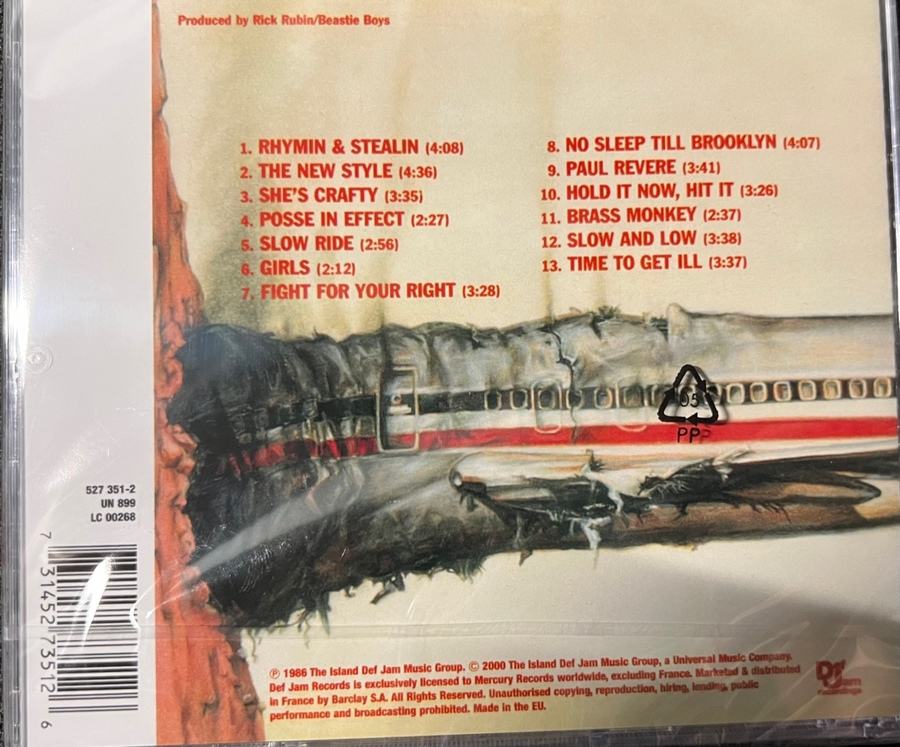 Produced by Rick Rubin/Beastie Boys
1. RHYMIN & STEALIN (4:08)
2. THE NEW STYLE (4:36)
3. SHE'S CRAFTY (3:35)
4. POSSE IN EFFECT (2:27)
5. SLOW RIDE (2:56)
6. GIRLS (2:12)
7. FIGHT FOR YOUR RIGHT (3:28)
8. NO SLEEP TILL BROOKLYN (4:07)
9. PAUL REVERE (3:41)
10. HOLD IT NOW, HIT IT (3:26)
11. BRASS MONKEY (2:37)
12. SLOW AND LOW (3:38)
13. TIME TO GET ILL (3:37)
05
PPP
527 351-2
UN 899
LC 00268
7 31452 73512 6
℗ 1986 The Island Def Jam Music Group. © 2000 The Island Def Jam Music Group, a Universal Music Company.
Def Jam Records is exclusively licensed to Mercury Records worldwide, excluding France. Marketed & distributed
in France by Barclay S.A. All Rights Reserved. Unauthorised copying, reproduction, hiring, lending, public
performance and broadcasting prohibited. Made in the EU.
Def Jam